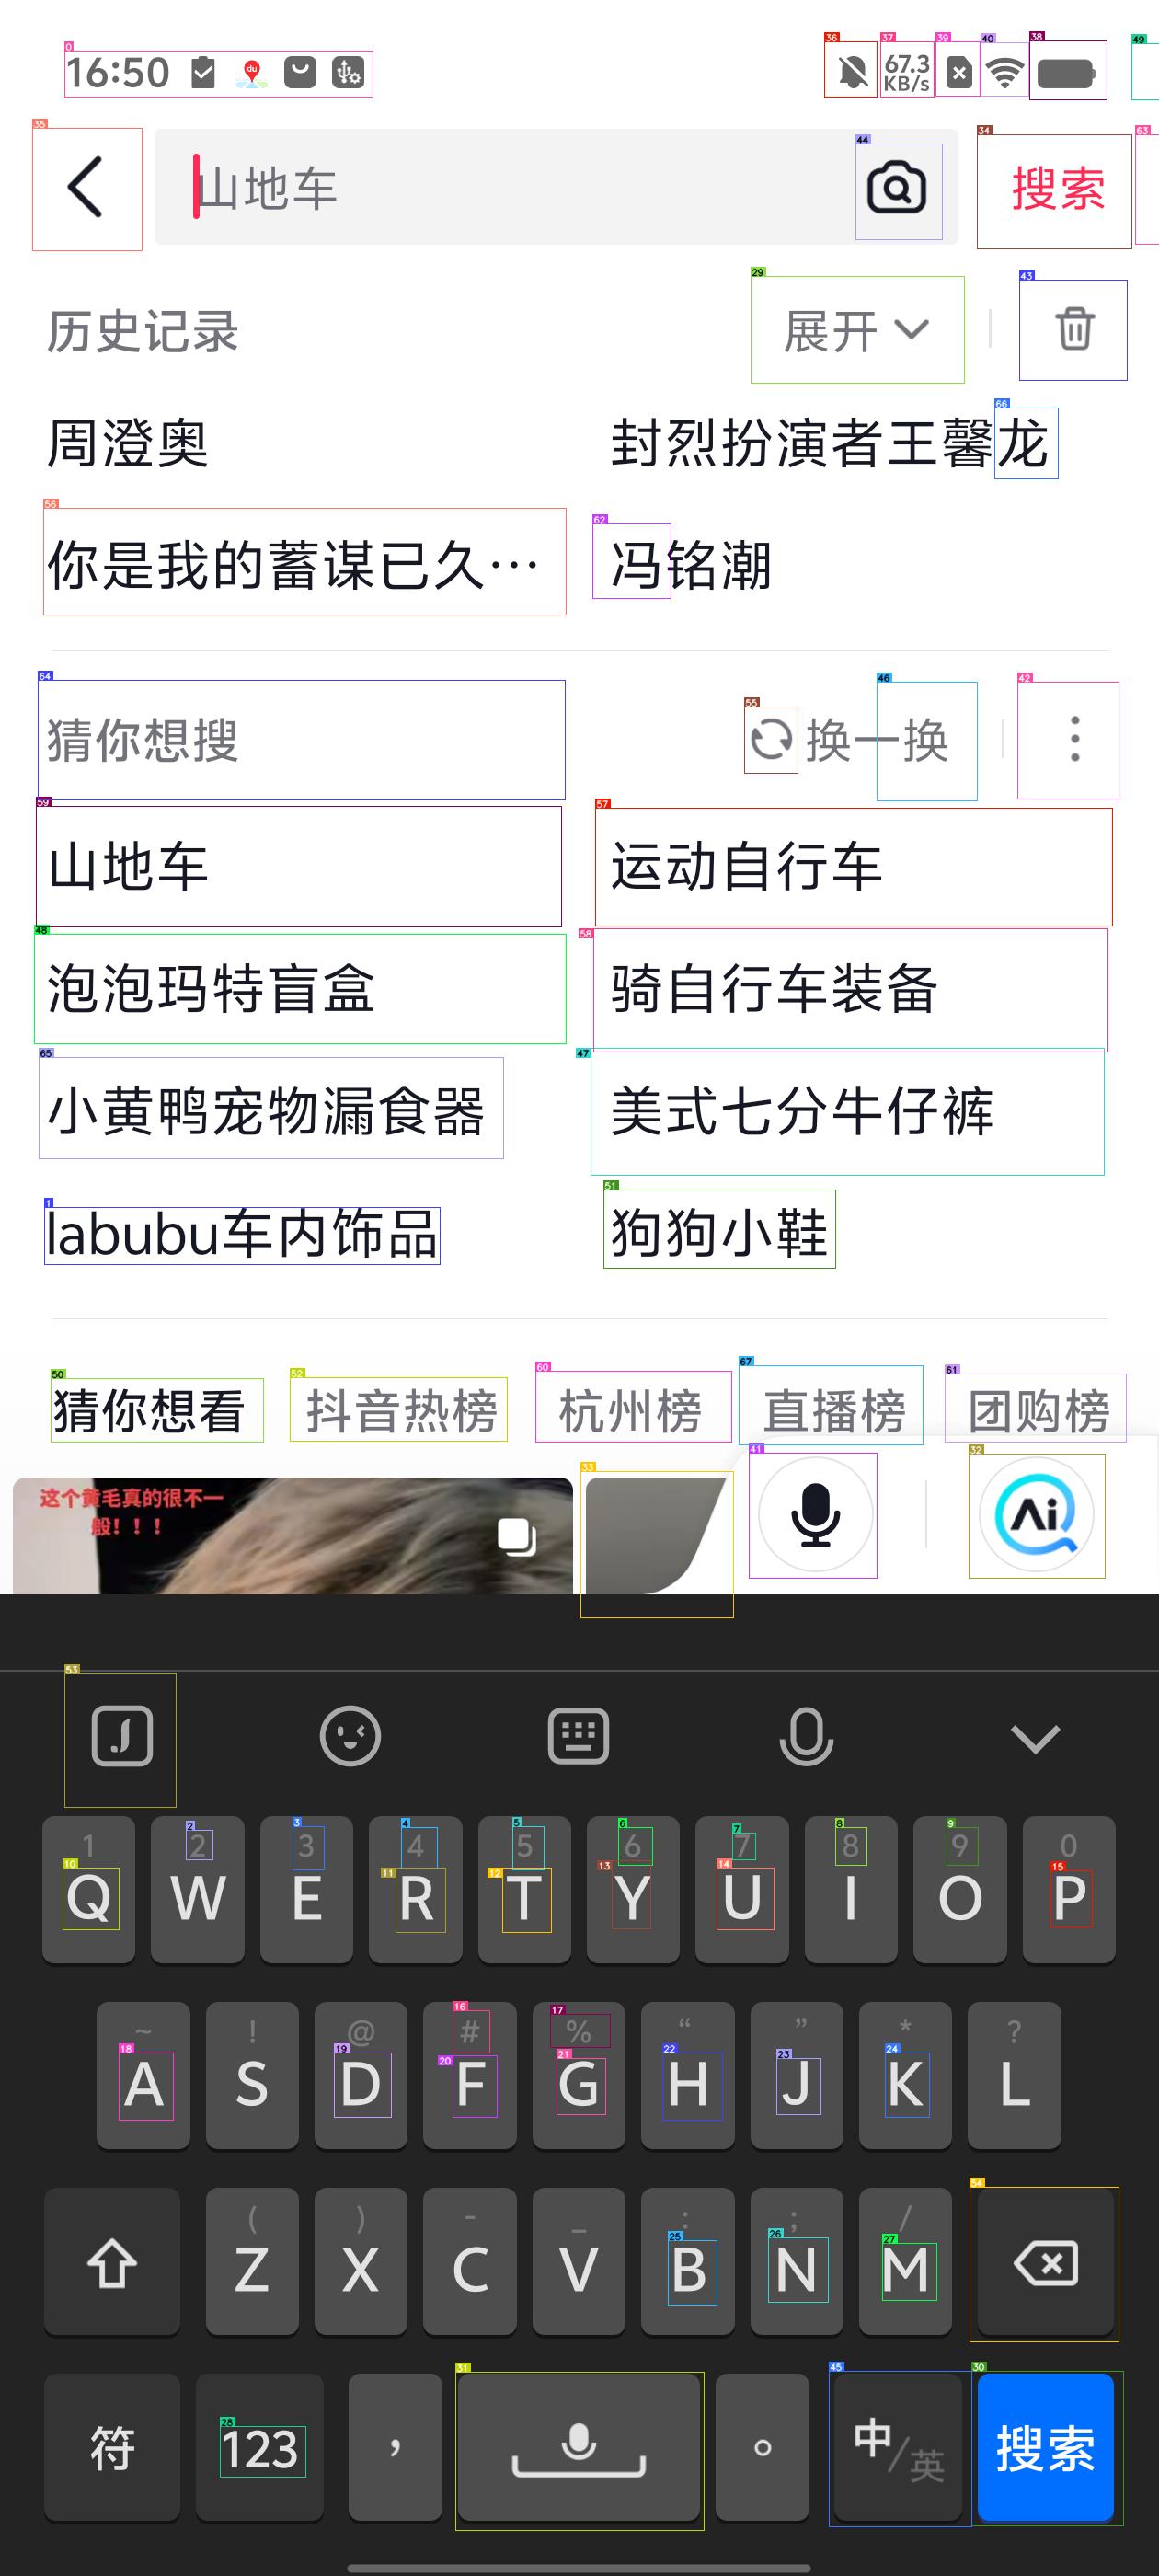 16:50 67.3 KB/s
山地车 搜索
历史记录 展开
周澄奥 封烈扮演者王馨龙
你是我的蓄谋已久… 冯铭潮
猜你想搜 换一换
山地车 运动自行车
泡泡玛特盲盒 骑自行车装备
小黄鸭宠物漏食器 美式七分牛仔裤
labubu车内饰品 狗狗小鞋
猜你想看 抖音热榜 杭州榜 直播榜 团购榜
这个黄毛真的很不一
般！！！
Ai
1 2 3 4 5 6 7 8 9 0
Q W E R T Y U I O P
~ ! @ # % “ ” * ?
A S D F G H J K L
( ) - _ : ; /
Z X C V B N M
符 123 ， 。 中/英 搜索